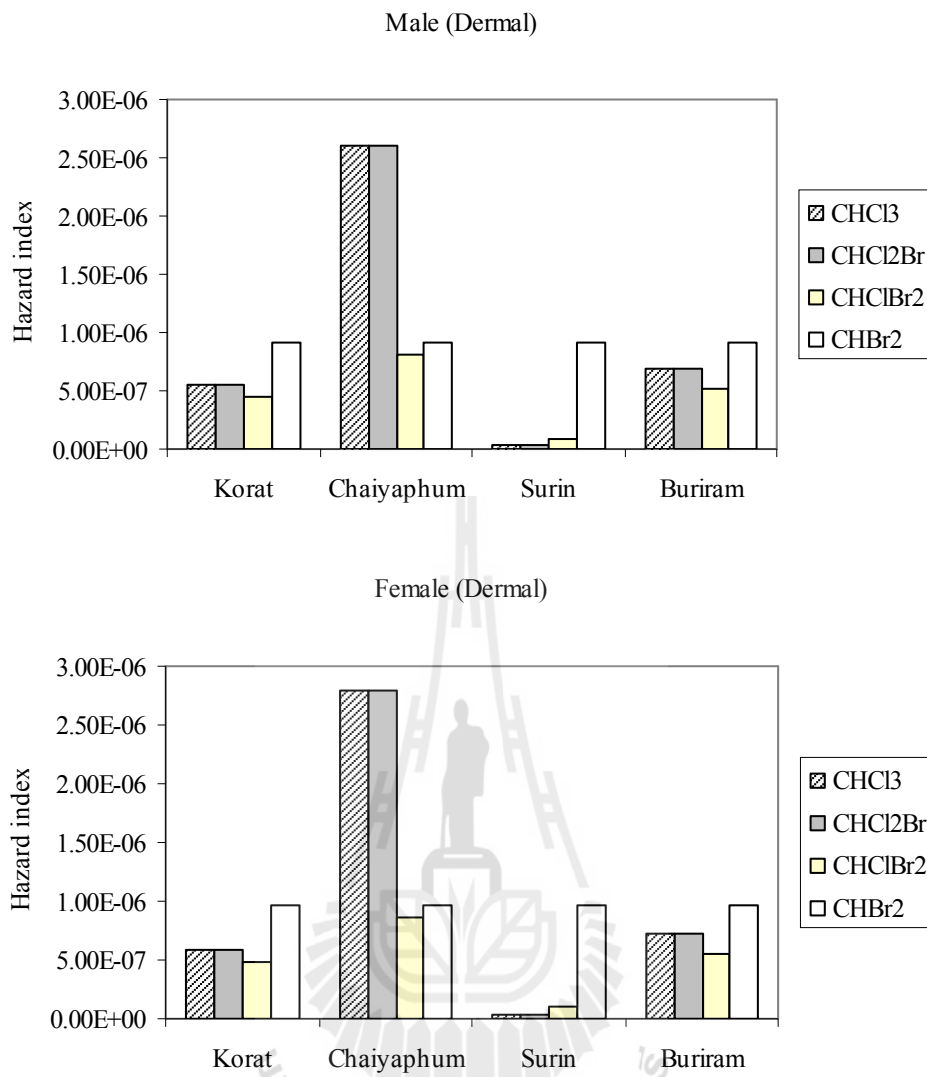 Male (Dermal)
3.00E-06
2.50E-06
2.00E-06
1.50E-06
1.00E-06
5.00E-07
0.00E+00
Hazard index
Korat Chaiyaphum Surin Buriram
CHCl3
CHCl2Br
CHClBr2
CHBr2
Female (Dermal)
3.00E-06
2.50E-06
2.00E-06
1.50E-06
1.00E-06
5.00E-07
0.00E+00
Hazard index
Korat Chaiyaphum Surin Buriram
CHCl3
CHCl2Br
CHClBr2
CHBr2